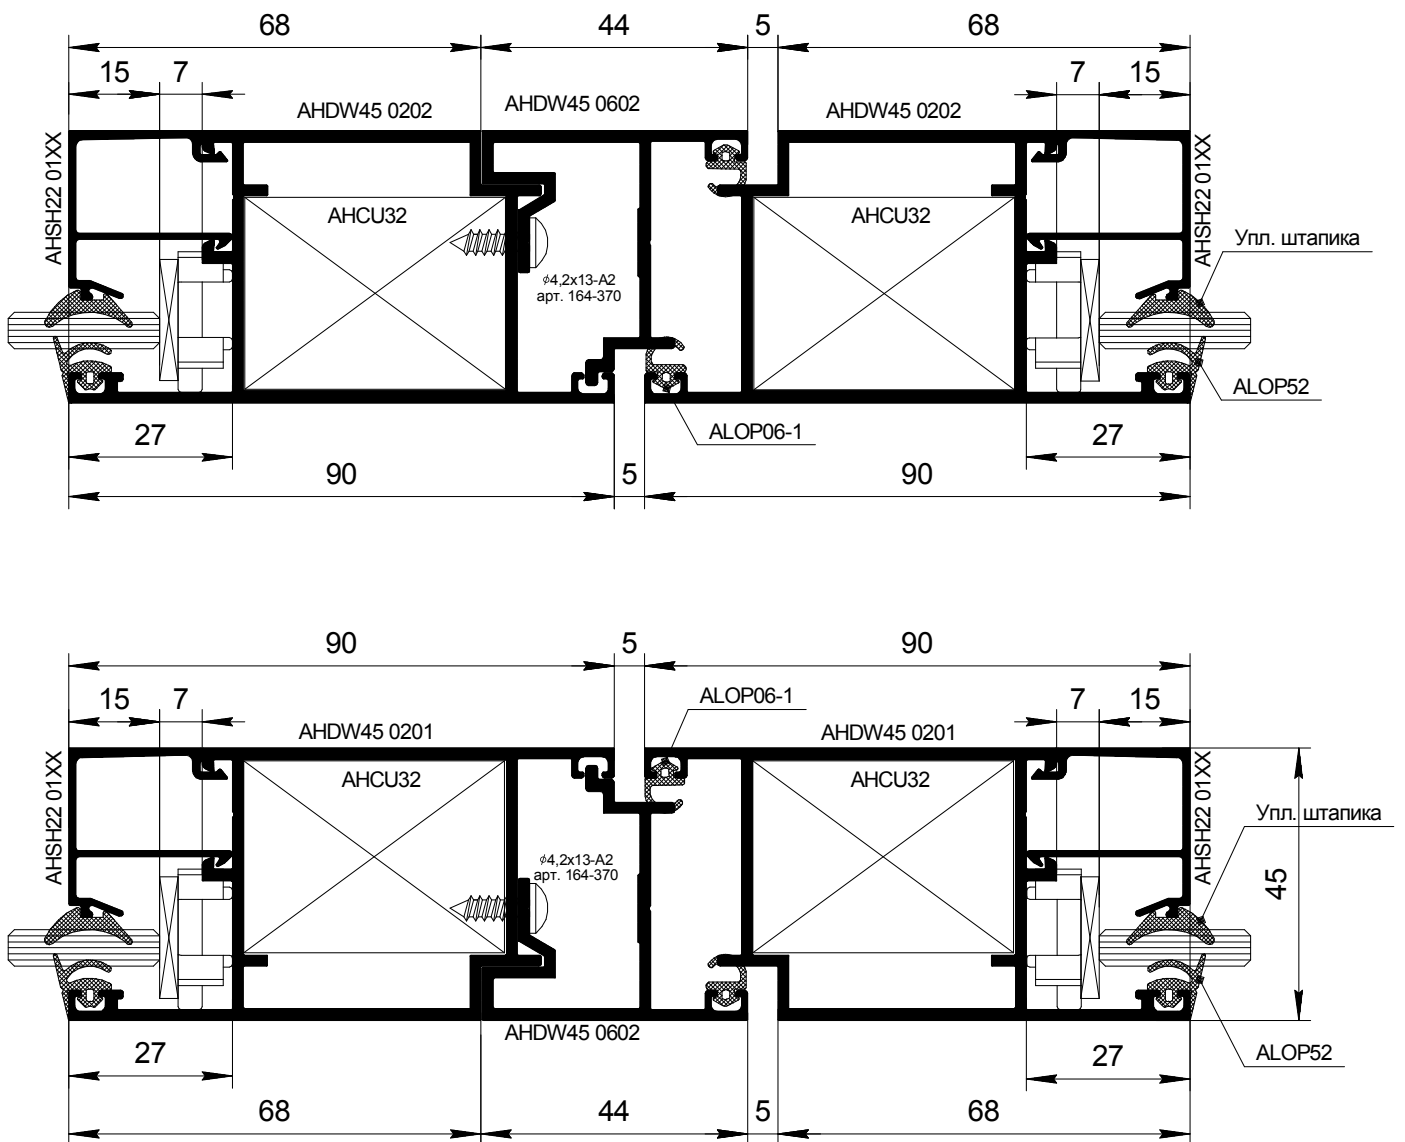 68 44 5 68
15 7 7 15
AHDW45 0202 AHDW45 0602 AHDW45 0202
AHSH22 01XX
AHSH22 01XX
AHCU32 AHCU32
Упл. штапика
ø4,2x13-A2
арт. 164-370
ALOP52
ALOP06-1
27 27
90 5 90
90 5 90
15 7 7 15
ALOP06-1
AHDW45 0201 AHDW45 0201
AHSH22 01XX
AHSH22 01XX
AHCU32 AHCU32
Упл. штапика
ø4,2x13-A2
арт. 164-370
45
AHDW45 0602
ALOP52
27 27
68 44 5 68